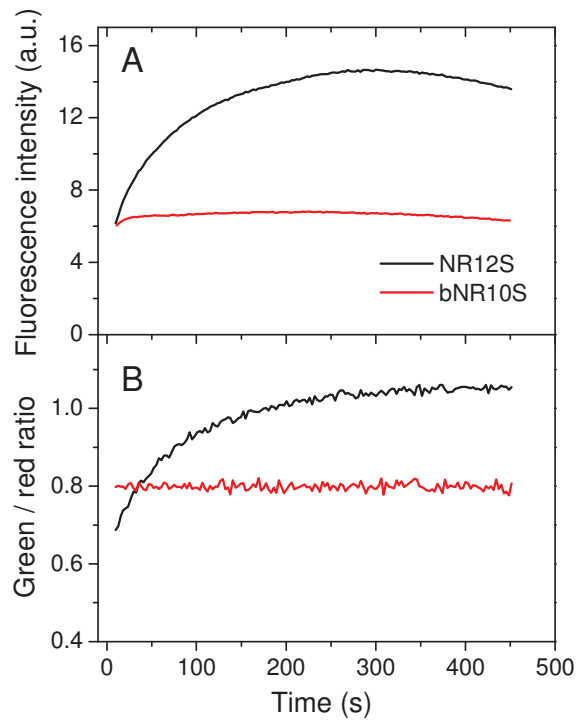 Fluorescence intensity (a.u.)
16
12
8
4
0
A
NR12S
bNR10S
Green / red ratio
1.0
0.8
0.6
0.4
B
0
100
200
300
400
500
Time (s)